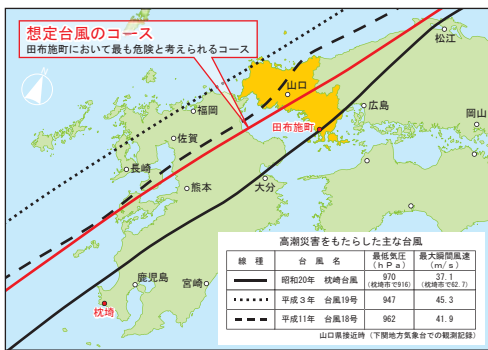 想定台風のコース
田布施町において最も危険と考えられるコース
松江
山口
広島
岡山
福岡
田布施町
佐賀
長崎
熊本
大分
鹿児島
宮崎
枕崎
高潮災害をもたらした主な台風
線 種 台 風 名 最低気圧（hPa） 最大瞬間風速（m/s）
昭和20年 枕崎台風 970（枕崎市で916） 37.1（枕崎市で62.7）
平成３年 台風19号 947 45.3
平成11年 台風18号 962 41.9
山口県接近時（下関地方気象台での観測記録）